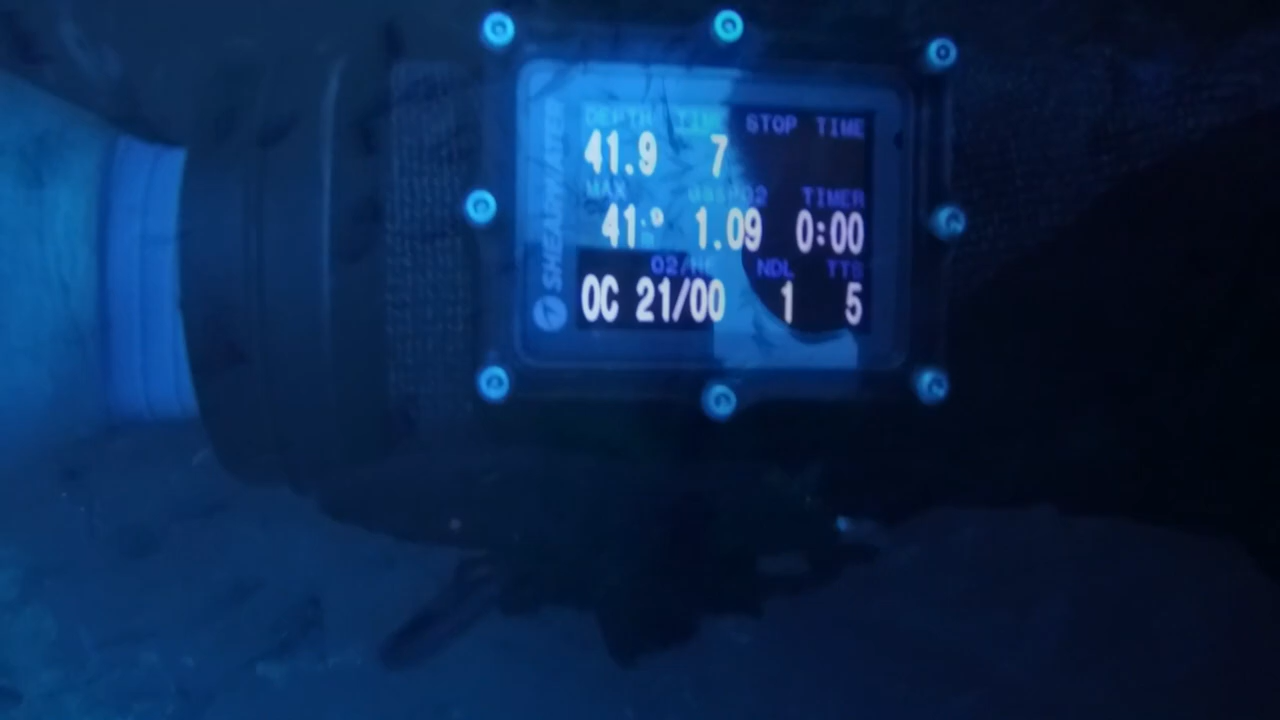 SHEARWATER
DEPTH TIME STOP TIME
41.9 7
MAX TIMER
1.09 0:00
O2/HE NDL TTS
OC 21/00 1 5